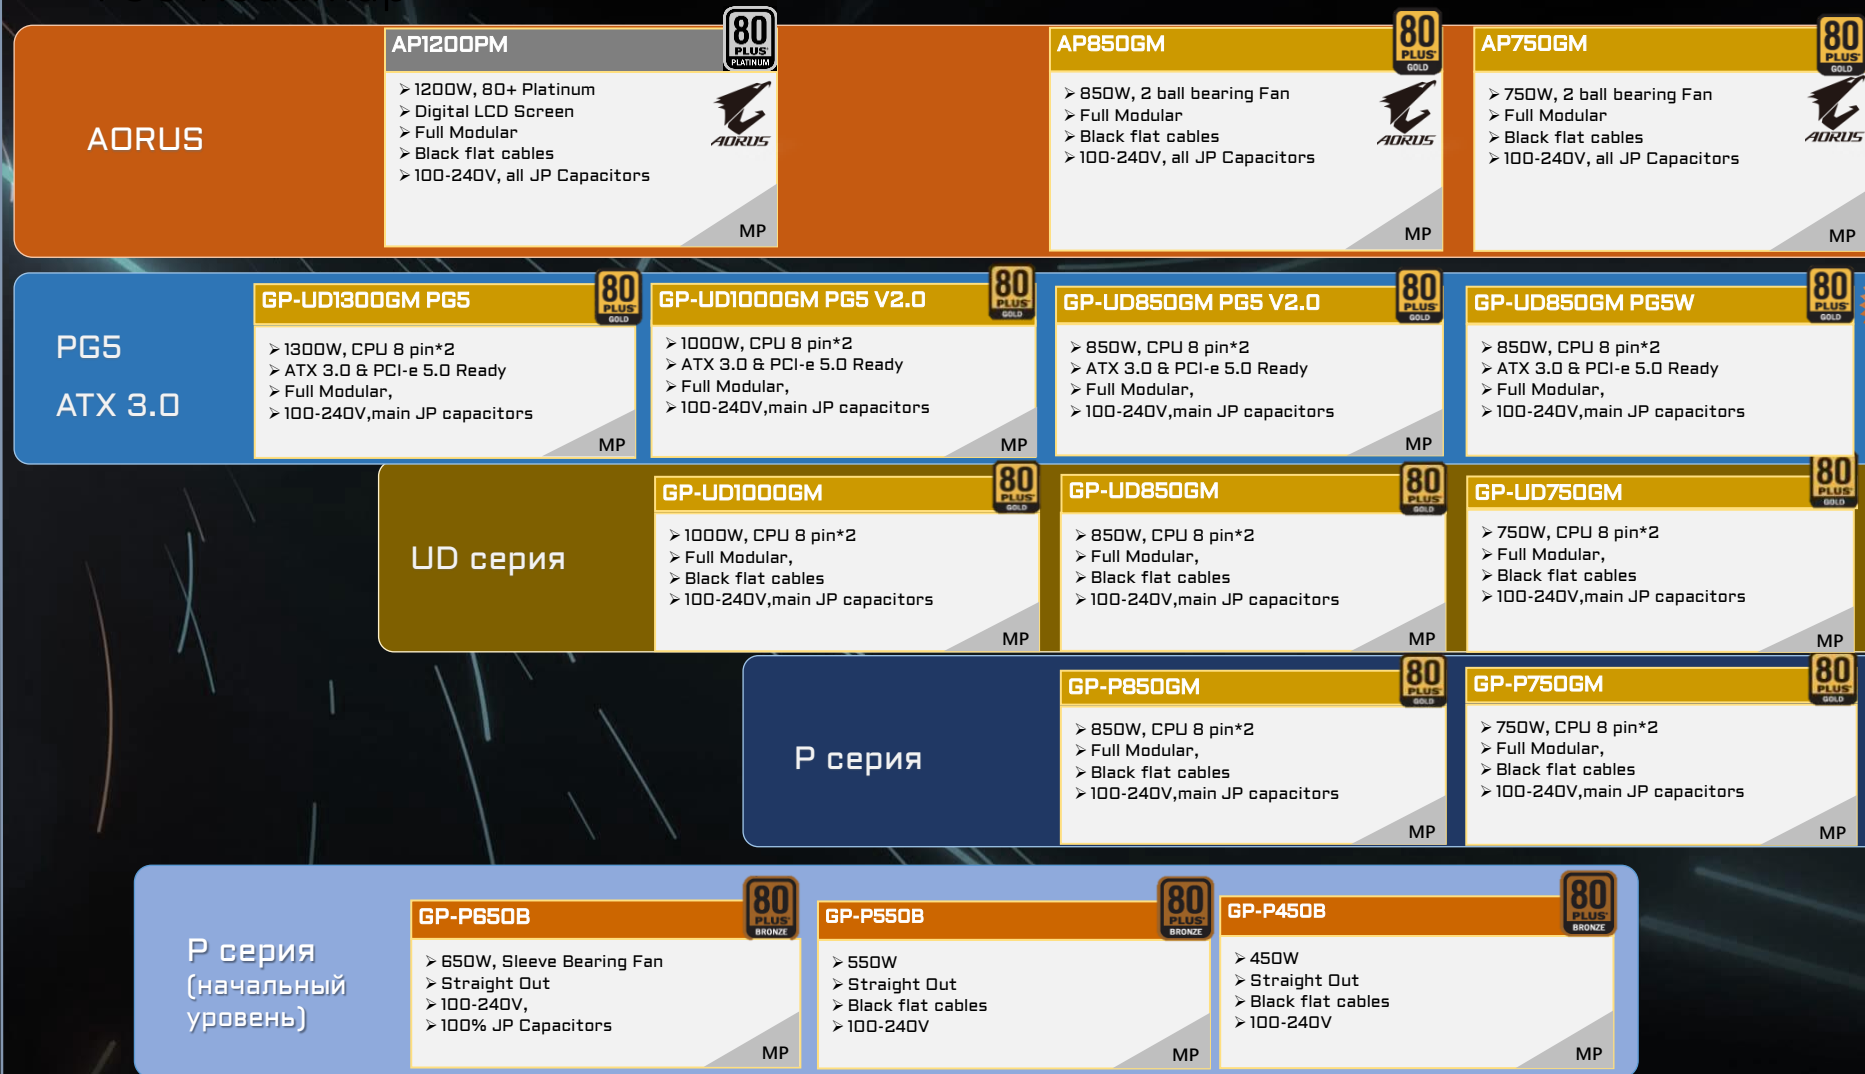 AORUS
AP1200PM
80
PLUS
PLATINUM
1200W, 80+ Platinum
Digital LCD Screen
Full Modular
Black flat cables
100-240V, all JP Capacitors
AORUS
MP
AP850GM
80
PLUS
GOLD
850W, 2 ball bearing Fan
Full Modular
Black flat cables
100-240V, all JP Capacitors
AORUS
MP
AP750GM
80
PLUS
GOLD
750W, 2 ball bearing Fan
Full Modular
Black flat cables
100-240V, all JP Capacitors
AORUS
MP
PG5
ATX 3.0
GP-UD1300GM PG5
80
PLUS
GOLD
1300W, CPU 8 pin*2
ATX 3.0 & PCI-e 5.0 Ready
Full Modular,
100-240V,main JP capacitors
MP
GP-UD1000GM PG5 V2.0
80
PLUS
GOLD
1000W, CPU 8 pin*2
ATX 3.0 & PCI-e 5.0 Ready
Full Modular,
100-240V,main JP capacitors
MP
GP-UD850GM PG5 V2.0
80
PLUS
GOLD
850W, CPU 8 pin*2
ATX 3.0 & PCI-e 5.0 Ready
Full Modular,
100-240V,main JP capacitors
MP
GP-UD850GM PG5W
80
PLUS
GOLD
850W, CPU 8 pin*2
ATX 3.0 & PCI-e 5.0 Ready
Full Modular,
100-240V,main JP capacitors
UD серия
GP-UD1000GM
80
PLUS
GOLD
1000W, CPU 8 pin*2
Full Modular,
Black flat cables
100-240V,main JP capacitors
MP
GP-UD850GM
80
PLUS
GOLD
850W, CPU 8 pin*2
Full Modular,
Black flat cables
100-240V,main JP capacitors
MP
GP-UD750GM
80
PLUS
GOLD
750W, CPU 8 pin*2
Full Modular,
Black flat cables
100-240V,main JP capacitors
MP
P серия
GP-P850GM
80
PLUS
GOLD
850W, CPU 8 pin*2
Full Modular,
Black flat cables
100-240V,main JP capacitors
MP
GP-P750GM
80
PLUS
GOLD
750W, CPU 8 pin*2
Full Modular,
Black flat cables
100-240V,main JP capacitors
MP
P серия
(начальный
уровень)
GP-P650B
80
PLUS
BRONZE
650W, Sleeve Bearing Fan
Straight Out
100-240V,
100% JP Capacitors
MP
GP-P550B
80
PLUS
BRONZE
550W
Straight Out
Black flat cables
100-240V
MP
GP-P450B
80
PLUS
BRONZE
450W
Straight Out
Black flat cables
100-240V
MP